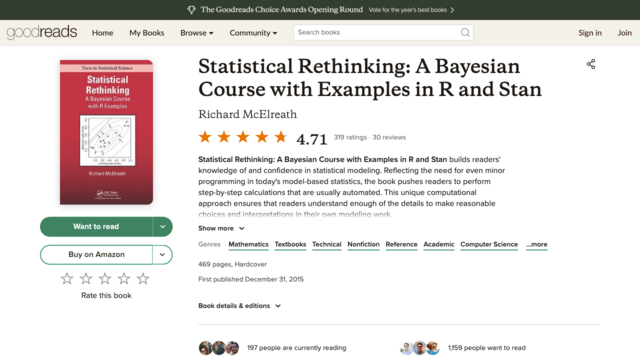 The Goodreads Choice Awards Opening Round Vote for the year's best books
goodreads Home My Books Browse Community Search books Sign in Join
Texts in Statistical Science
Statistical
Rethinking
A Bayesian Course
with R Examples
Richard McElreath
CRC Press
Want to read
Buy on Amazon
Rate this book
Statistical Rethinking: A Bayesian
Course with Examples in R and Stan
Richard McElreath
4.71 319 ratings · 30 reviews
Statistical Rethinking: A Bayesian Course with Examples in R and Stan builds readers'
knowledge of and confidence in statistical modeling. Reflecting the need for even minor
programming in today's model-based statistics, the book pushes readers to perform
step-by-step calculations that are usually automated. This unique computational
approach ensures that readers understand enough of the details to make reasonable
choices and interpretations in their own modeling work.
Show more
Genres Mathematics Textbooks Technical Nonfiction Reference Academic Computer Science ...more
469 pages, Hardcover
First published December 31, 2015
Book details & editions
197 people are currently reading
1,159 people want to read